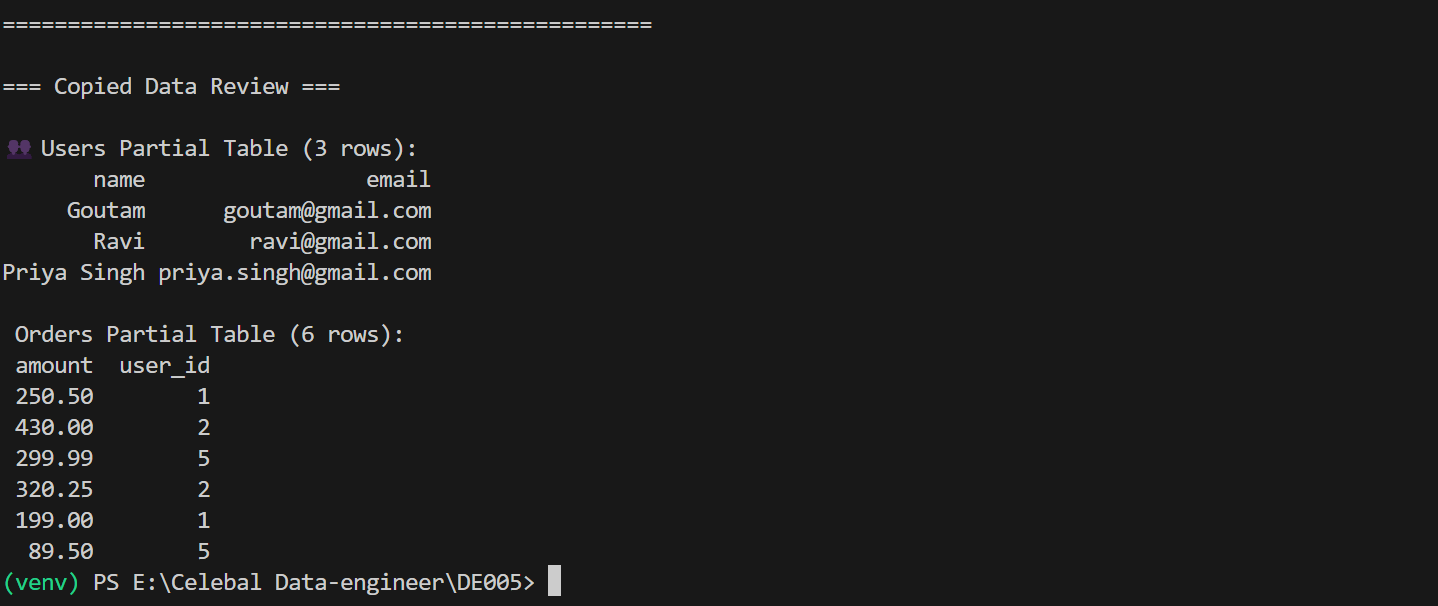 ==================================================
=== Copied Data Review ===
👥 Users Partial Table (3 rows):
name email
Goutam goutam@gmail.com
Ravi ravi@gmail.com
Priya Singh priya.singh@gmail.com
Orders Partial Table (6 rows):
amount user_id
250.50 1
430.00 2
299.99 5
320.25 2
199.00 1
89.50 5
(venv) PS E:\Celebal Data-engineer\DE005>